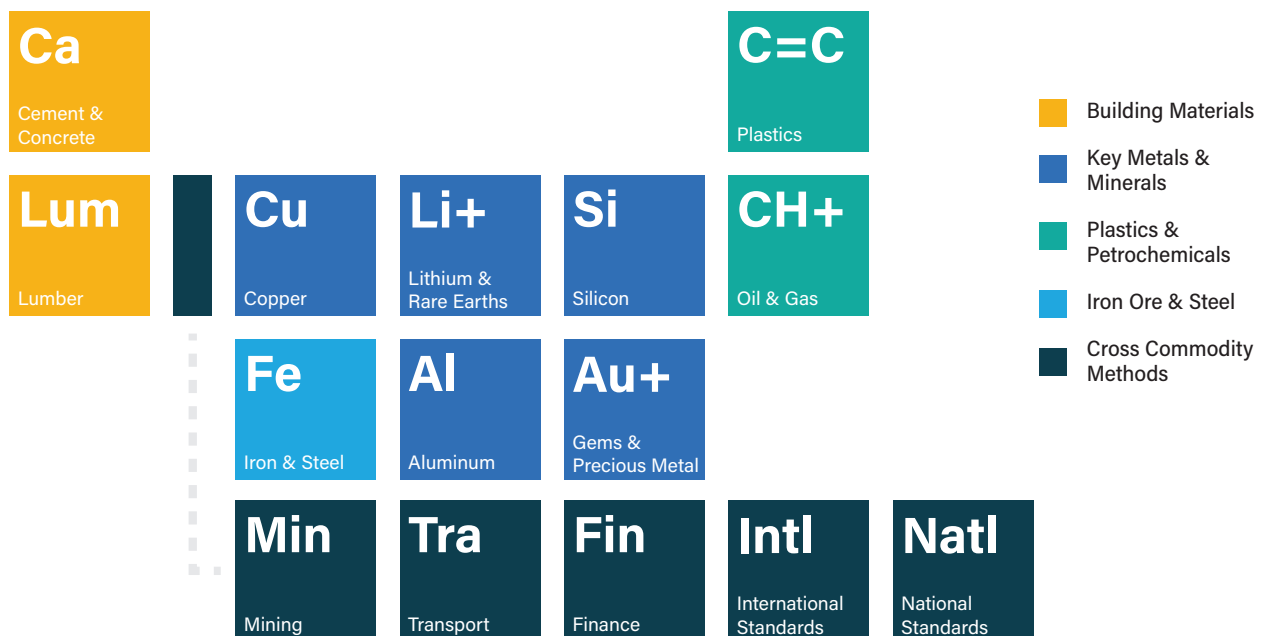 Ca
Cement &
Concrete
C=C
Plastics
Lum
Lumber
Cu
Copper
Li+
Lithium &
Rare Earths
Si
Silicon
CH+
Oil & Gas
Fe
Iron & Steel
Al
Aluminum
Au+
Gems &
Precious Metal
Min
Mining
Tra
Transport
Fin
Finance
Intl
International
Standards
Natl
National
Standards
Building Materials
Key Metals &
Minerals
Plastics &
Petrochemicals
Iron Ore & Steel
Cross Commodity
Methods